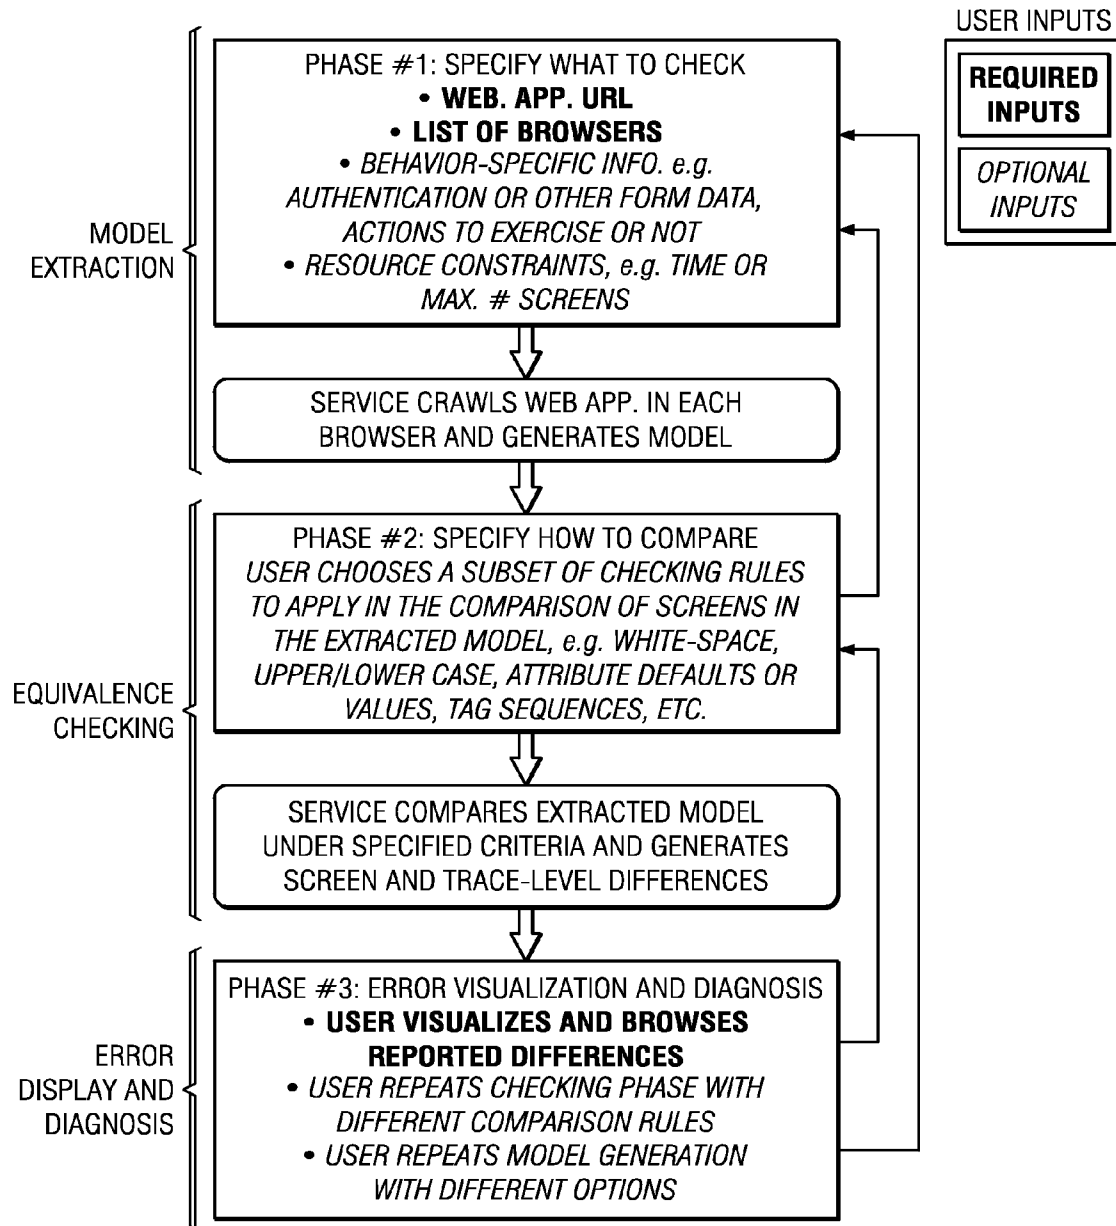 USER INPUTS
REQUIRED
INPUTS
OPTIONAL
INPUTS
MODEL
EXTRACTION
PHASE #1: SPECIFY WHAT TO CHECK
• WEB. APP. URL
• LIST OF BROWSERS
• BEHAVIOR-SPECIFIC INFO. e.g.
AUTHENTICATION OR OTHER FORM DATA,
ACTIONS TO EXERCISE OR NOT
• RESOURCE CONSTRAINTS, e.g. TIME OR
MAX. # SCREENS
SERVICE CRAWLS WEB APP. IN EACH
BROWSER AND GENERATES MODEL
EQUIVALENCE
CHECKING
PHASE #2: SPECIFY HOW TO COMPARE
USER CHOOSES A SUBSET OF CHECKING RULES
TO APPLY IN THE COMPARISON OF SCREENS IN
THE EXTRACTED MODEL, e.g. WHITE-SPACE,
UPPER/LOWER CASE, ATTRIBUTE DEFAULTS OR
VALUES, TAG SEQUENCES, ETC.
SERVICE COMPARES EXTRACTED MODEL
UNDER SPECIFIED CRITERIA AND GENERATES
SCREEN AND TRACE-LEVEL DIFFERENCES
ERROR
DISPLAY AND
DIAGNOSIS
PHASE #3: ERROR VISUALIZATION AND DIAGNOSIS
• USER VISUALIZES AND BROWSES
REPORTED DIFFERENCES
• USER REPEATS CHECKING PHASE WITH
DIFFERENT COMPARISON RULES
• USER REPEATS MODEL GENERATION
WITH DIFFERENT OPTIONS